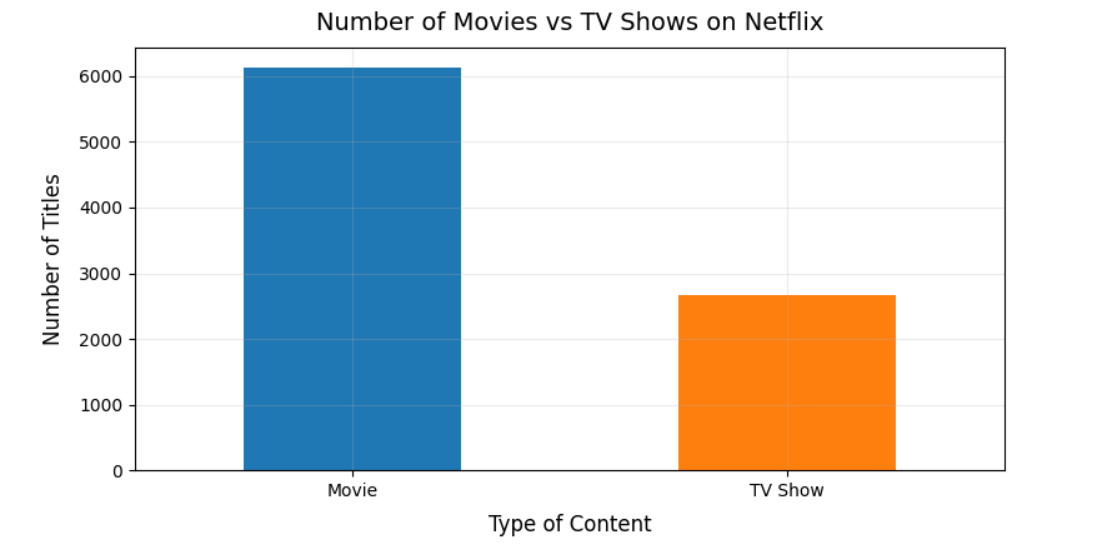 Number of Movies vs TV Shows on Netflix
Number of Titles
6000
5000
4000
3000
2000
1000
0
Movie TV Show
Type of Content